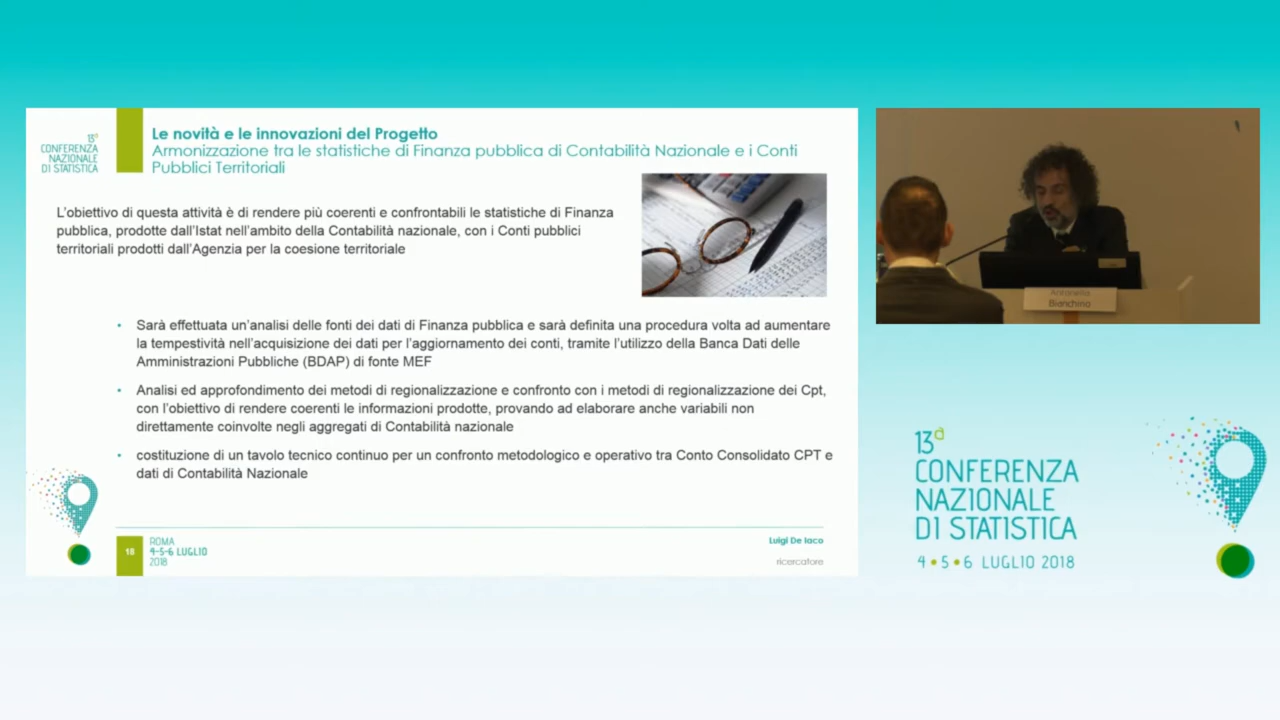 13ª
CONFERENZA
NAZIONALE
DI STATISTICA
Le novità e le innovazioni del Progetto
Armonizzazione tra le statistiche di Finanza pubblica di Contabilità Nazionale e i Conti
Pubblici Territoriali
L'obiettivo di questa attività è di rendere più coerenti e confrontabili le statistiche di Finanza
pubblica, prodotte dall'Istat nell'ambito della Contabilità nazionale, con i Conti pubblici
territoriali prodotti dall'Agenzia per la coesione territoriale
• Sarà effettuata un'analisi delle fonti dei dati di Finanza pubblica e sarà definita una procedura volta ad aumentare
la tempestività nell'acquisizione dei dati per l'aggiornamento dei conti, tramite l'utilizzo della Banca Dati delle
Amministrazioni Pubbliche (BDAP) di fonte MEF
• Analisi ed approfondimento dei metodi di regionalizzazione e confronto con i metodi di regionalizzazione dei Cpt,
con l'obiettivo di rendere coerenti le informazioni prodotte, provando ad elaborare anche variabili non
direttamente coinvolte negli aggregati di Contabilità nazionale
• costituzione di un tavolo tecnico continuo per un confronto metodologico e operativo tra Conto Consolidato CPT e
dati di Contabilità Nazionale
18
ROMA
4-5-6 LUGLIO
2018
Luigi De Iaco
ricercatore
Antonella
Bianchino
13ª
CONFERENZA
NAZIONALE
DI STATISTICA
4 • 5 • 6 LUGLIO 2018